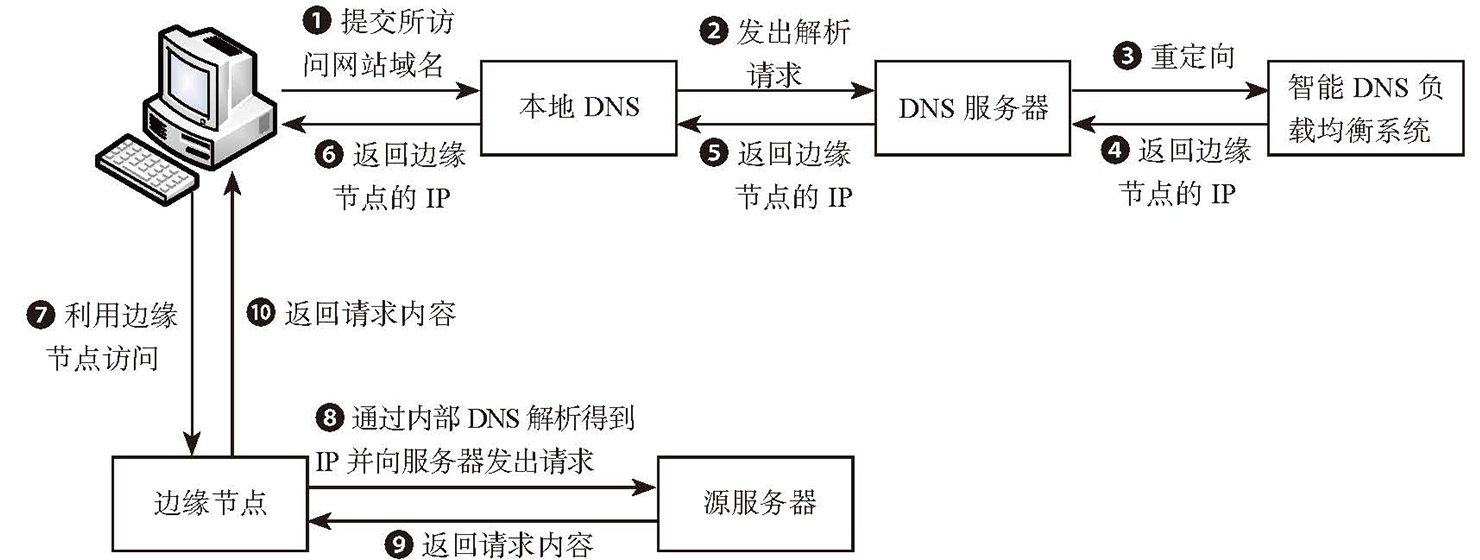 ❶ 提交所访
问网站域名
❷ 发出解析
请求
❸ 重定向
本地 DNS
DNS 服务器
智能 DNS 负
载均衡系统
❻ 返回边缘
节点的 IP
❺ 返回边缘
节点的 IP
❹ 返回边缘
节点的 IP
❼ 利用边缘
节点访问
❿ 返回请求内容
❽ 通过内部 DNS 解析得到
IP 并向服务器发出请求
边缘节点
源服务器
❾ 返回请求内容